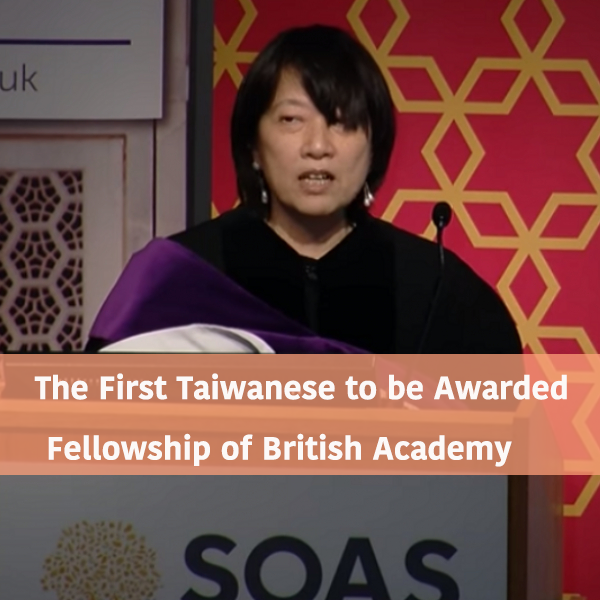 uk
The First Taiwanese to be Awarded
Fellowship of British Academy
SOAS